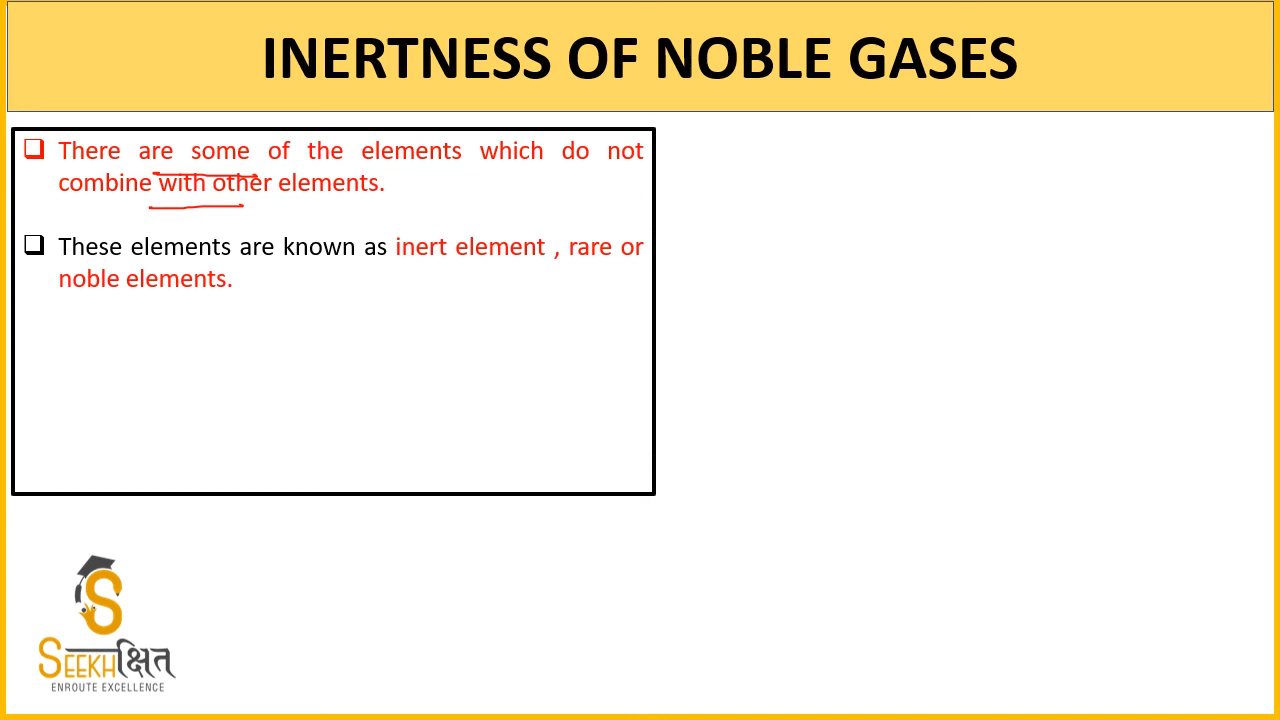 INERTNESS OF NOBLE GASES
There are some of the elements which do not
combine with other elements.
These elements are known as inert element , rare or
noble elements.
S
SEEKHक्षित
ENROUTE EXCELLENCE